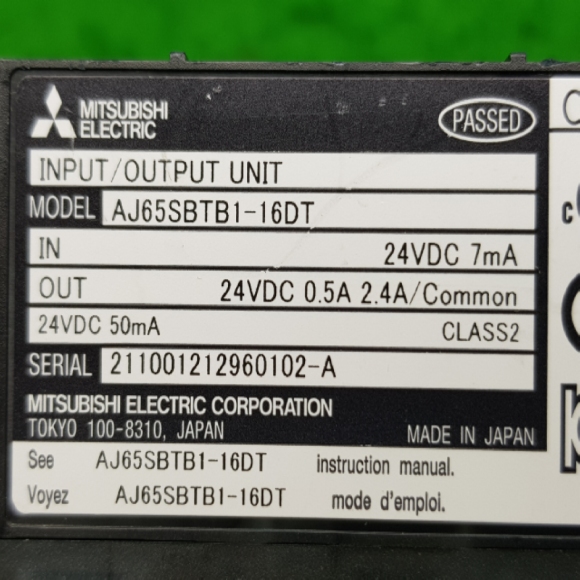 MITSUBISHI
ELECTRIC
PASSED
INPUT/OUTPUT UNIT
MODEL AJ65SBTB1-16DT
IN 24VDC 7mA
OUT 24VDC 0.5A 2.4A/Common
24VDC 50mA CLASS2
SERIAL 211001212960102-A
MITSUBISHI ELECTRIC CORPORATION
TOKYO 100-8310, JAPAN MADE IN JAPAN
See AJ65SBTB1-16DT instruction manual.
Voyez AJ65SBTB1-16DT mode d'emploi.